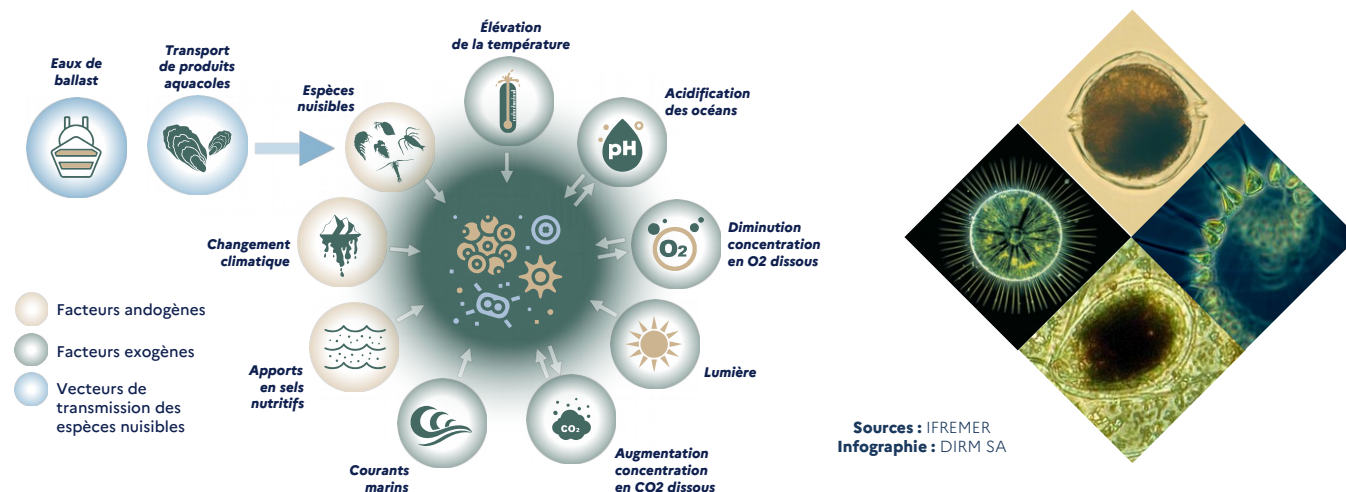 Élévation
de la température
Eaux de
ballast
Transport
de produits
aquacoles
Espèces
nuisibles
Acidification
des océans
pH
Changement
climatique
O2
Diminution
concentration
en O2 dissous
Facteurs andogènes
Facteurs exogènes
Vecteurs de
transmission des
espèces nuisibles
Apports
en sels
nutritifs
Lumière
CO2
Courants
marins
Augmentation
concentration
en CO2 dissous
Sources : IFREMER
Infographie : DIRM SA